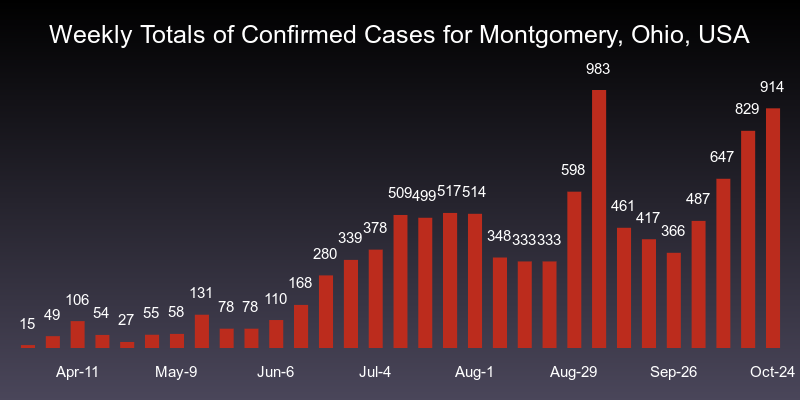 Weekly Totals of Confirmed Cases for Montgomery, Ohio, USA
15 49 106 54 27 55 58 131 78 78 110 168 280 339 378 509 499 517 514 348 333 333 598 983 461 417 366 487 647 829 914
Apr-11 May-9 Jun-6 Jul-4 Aug-1 Aug-29 Sep-26 Oct-24